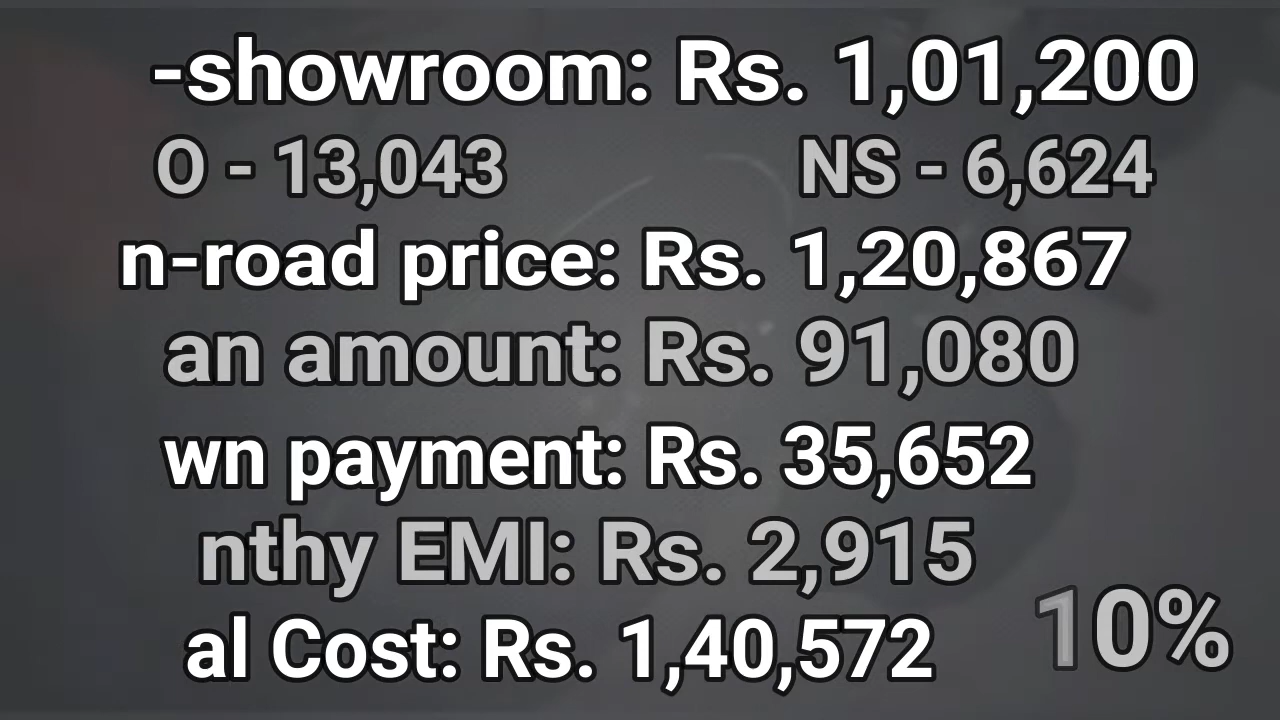 -showroom: Rs. 1,01,200
O - 13,043 NS - 6,624
n-road price: Rs. 1,20,867
an amount: Rs. 91,080
wn payment: Rs. 35,652
nthy EMI: Rs. 2,915
al Cost: Rs. 1,40,572
10%